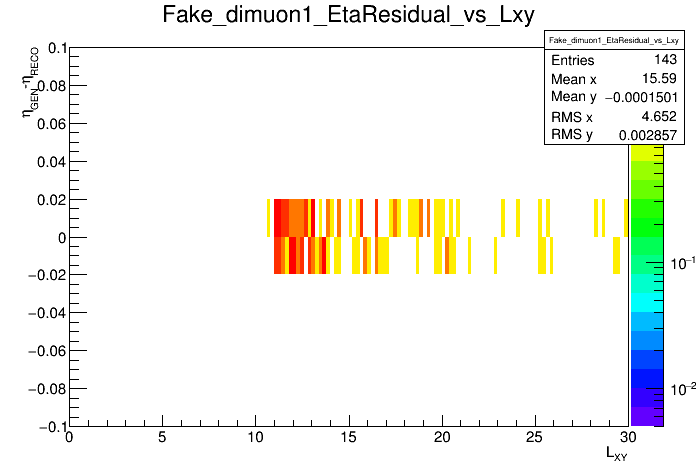 Fake_dimuon1_EtaResidual_vs_Lxy
Fake_dimuon1_EtaResidual_vs_Lxy
Entries 143
Mean x 15.59
Mean y −0.0001501
RMS x 4.652
RMS y 0.002857
ηGEN-ηRECO
0.1
0.08
0.06
0.04
0.02
0
−0.02
−0.04
−0.06
−0.08
−0.1
0 5 10 15 20 25 30
LXY
10−1
10−2